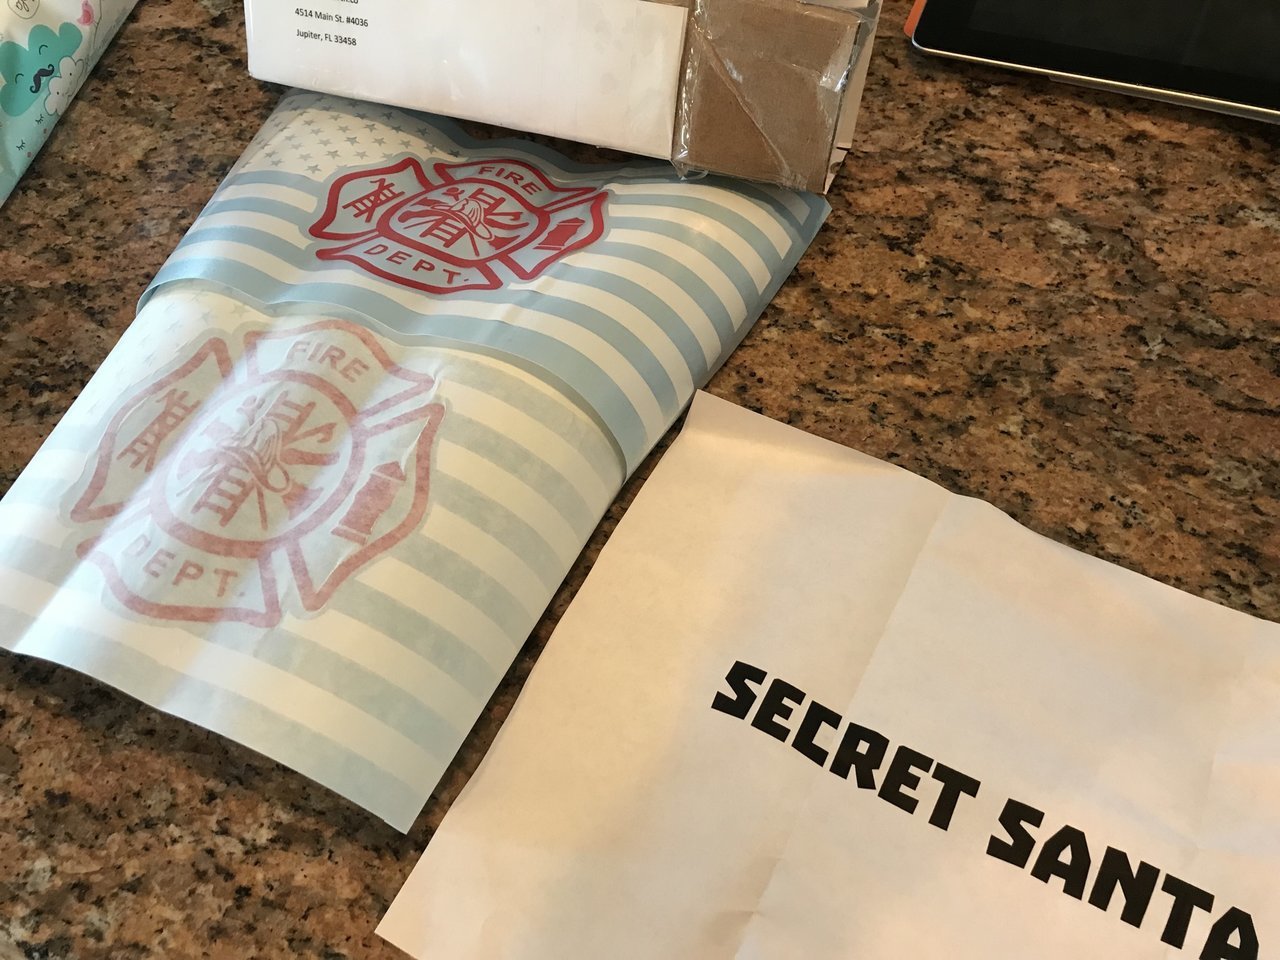 4514 Main St. #4036
Jupiter, FL 33458
FIRE
DEPT.
FIRE
DEPT.
SECRET SANTA